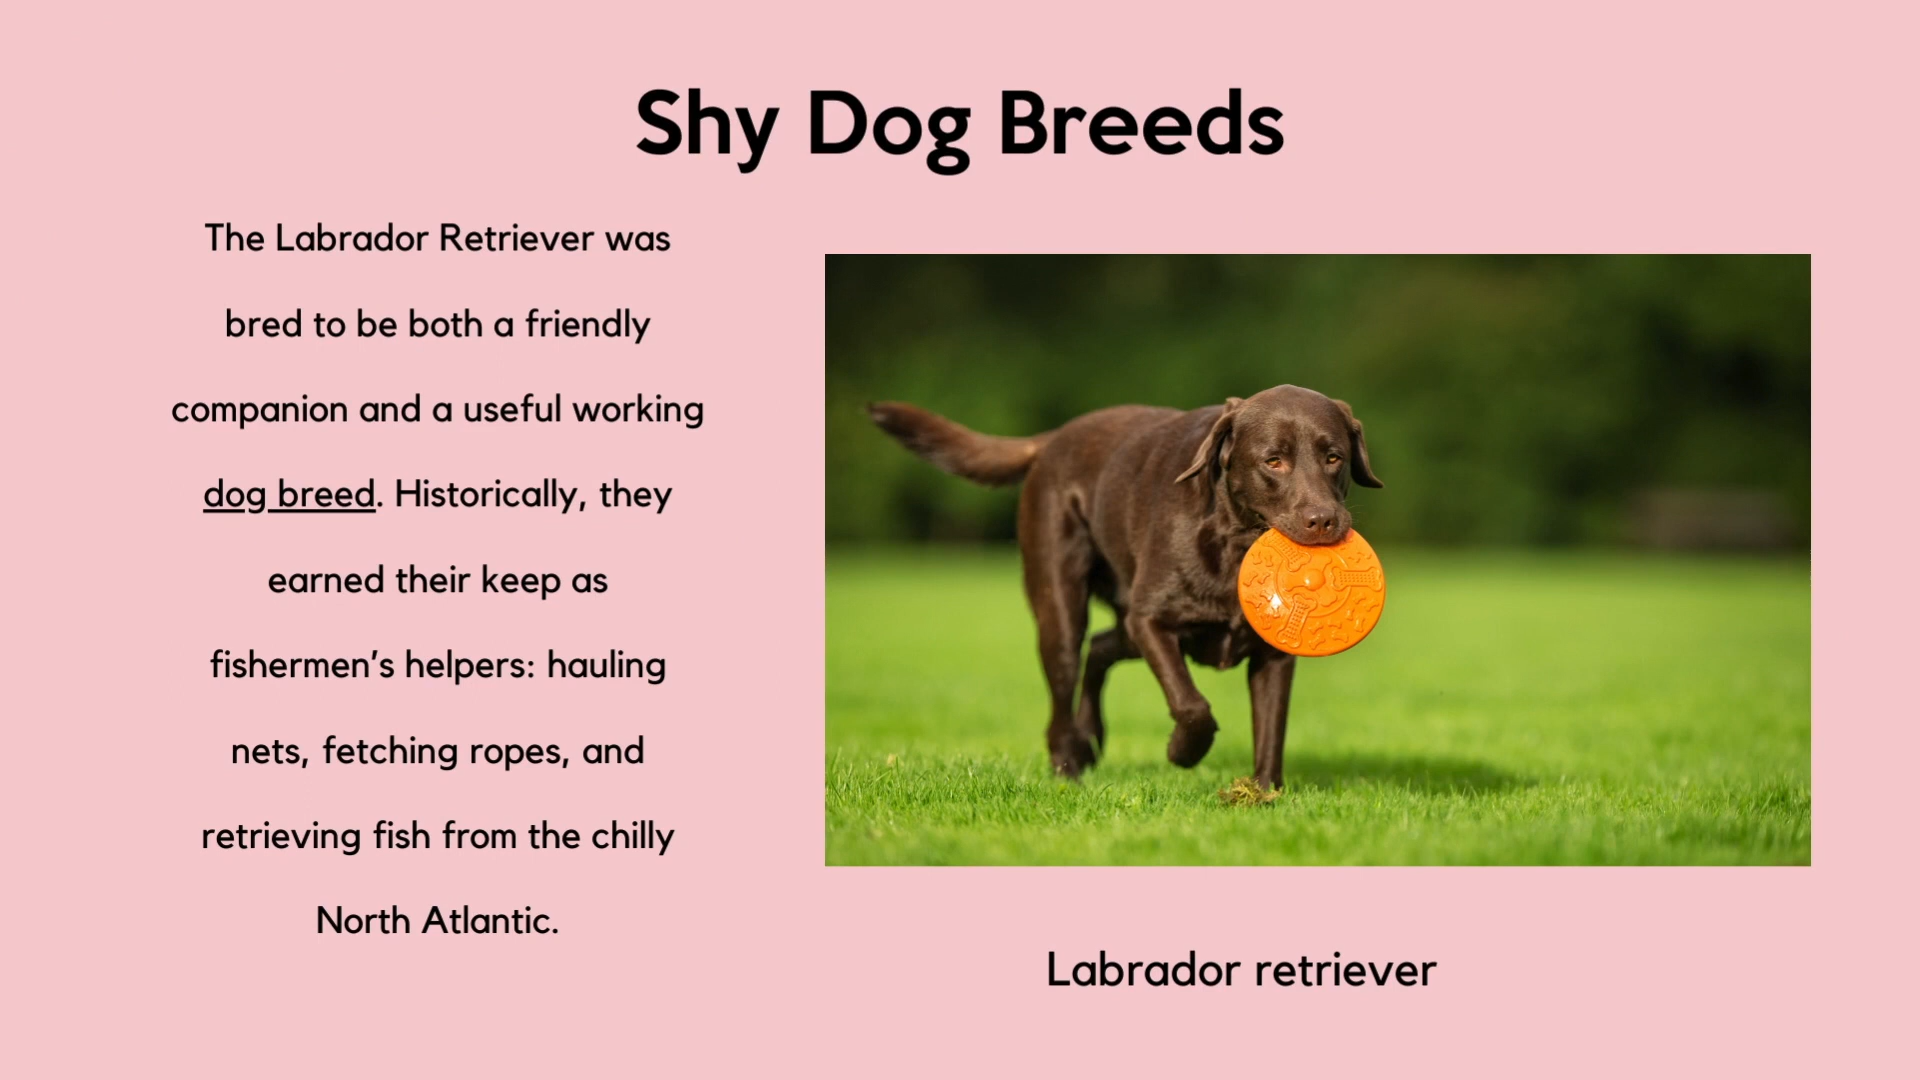 Shy Dog Breeds
The Labrador Retriever was
bred to be both a friendly
companion and a useful working
dog breed. Historically, they
earned their keep as
fishermen’s helpers: hauling
nets, fetching ropes, and
retrieving fish from the chilly
North Atlantic.
Labrador retriever